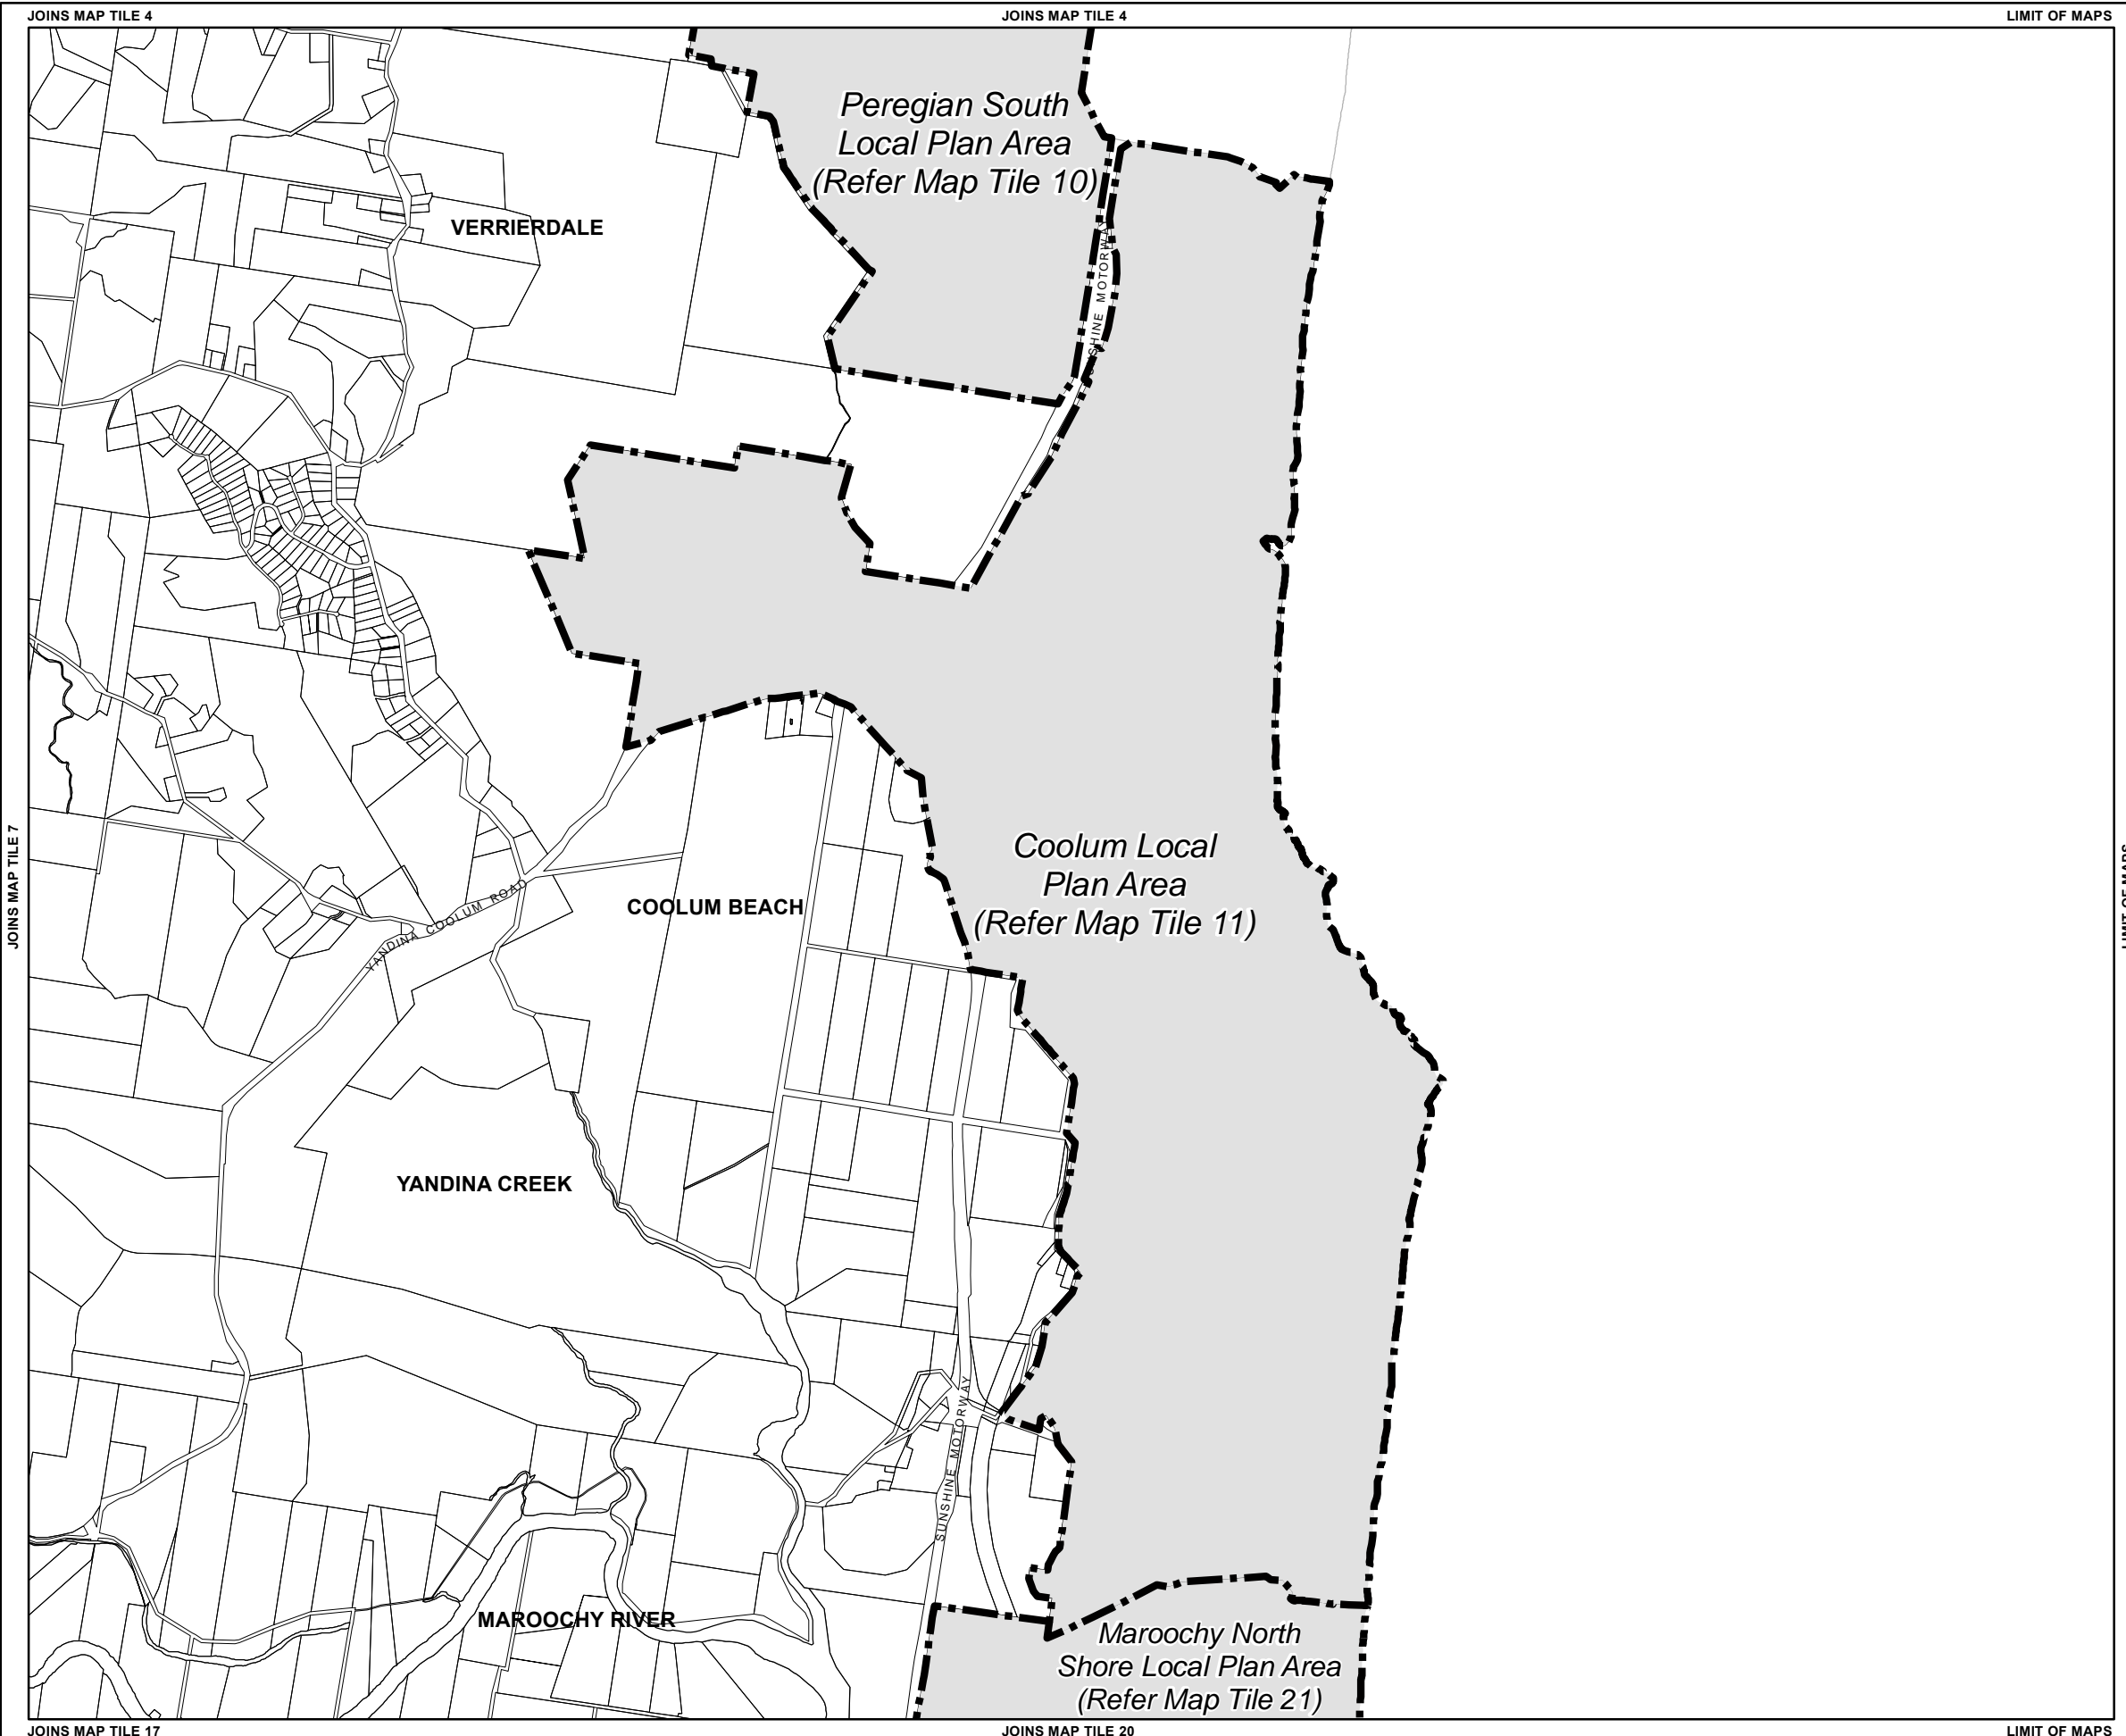 JOINS MAP TILE 4
JOINS MAP TILE 4
LIMIT OF MAPS
Peregian South
Local Plan Area
(Refer Map Tile 10)
VERRIERDALE
SUNSHINE MOTORWAY
JOINS MAP TILE 7
LIMIT OF MAPS
Coolum Local
Plan Area
(Refer Map Tile 11)
COOLUM BEACH
YANDINA COOLUM ROAD
YANDINA CREEK
SUNSHINE MOTORWAY
MAROOCHY RIVER
Maroochy North
Shore Local Plan Area
(Refer Map Tile 21)
JOINS MAP TILE 17
JOINS MAP TILE 20
LIMIT OF MAPS